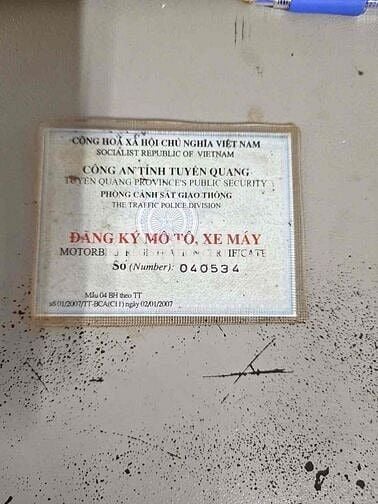 CỘNG HOÀ XÃ HỘI CHỦ NGHĨA VIỆT NAM
SOCIALIST REPUBLIC OF VIETNAM
CÔNG AN TỈNH TUYÊN QUANG
TUYEN QUANG PROVINCE'S PUBLIC SECURITY
PHÒNG CẢNH SÁT GIAO THÔNG
THE TRAFFIC POLICE DIVISION
ĐĂNG KÝ MÔ TÔ, XE MÁY
CERTIFICATE
Số (Number): 040534
Mẫu 04 BH theo TT
số 01/2007/TT-BCA(C11) ngày 02/01/2007